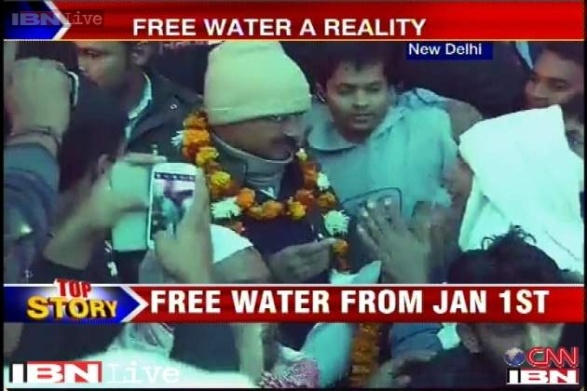 IBN Live
FREE WATER A REALITY
New Delhi
TOP
STORY
FREE WATER FROM JAN 1ST
IBN Live
CNN
IBN